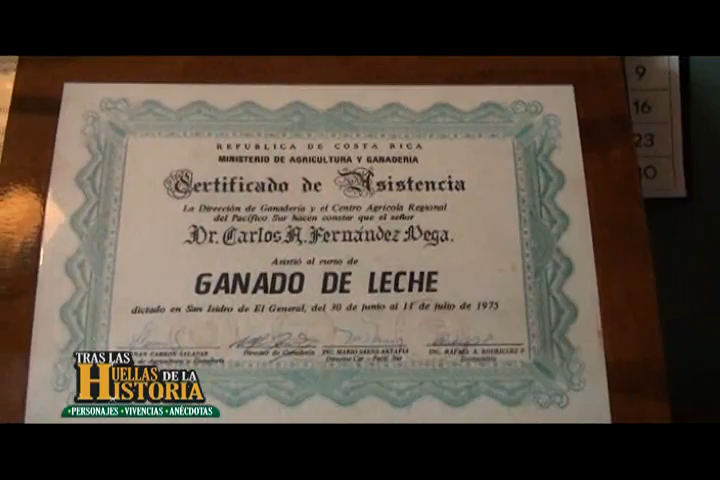 REPUBLICA DE COSTA RICA
MINISTERIO DE AGRICULTURA Y GANADERIA
Certificado de Asistencia
La Dirección de Ganadería y el Centro Agrícola Regional
del Pacífico Sur hacen constar que el señor
Dr. Carlos A. Fernández Vega.
Asistió al curso de
GANADO DE LECHE
dictado en San Isidro de El General, del 30 de junio al 11 de julio de 1975
CARRION SALAZAR
ING. MARIO SAENZ
ING. RAFAEL A. RODRIGUEZ
Director de Ganadería
TRAS LAS
HUELLAS DE LA
HISTORIA
•PERSONAJES •VIVENCIAS •ANÉCDOTAS
9
16
23
30